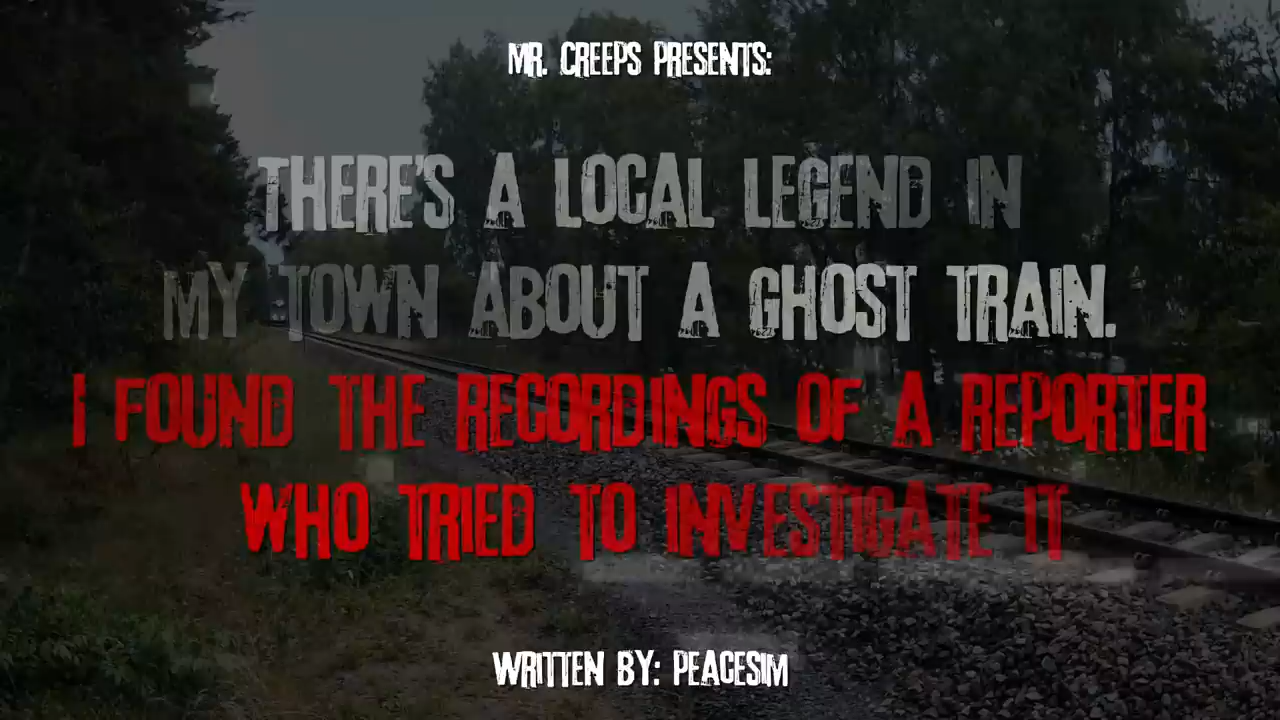 MR. CREEPS PRESENTS:
THERE'S A LOCAL LEGEND IN
MY TOWN ABOUT A GHOST TRAIN.
I FOUND THE RECORDINGS OF A REPORTER
WHO TRIED TO INVESTIGATE IT
WRITTEN BY: PEACESIM